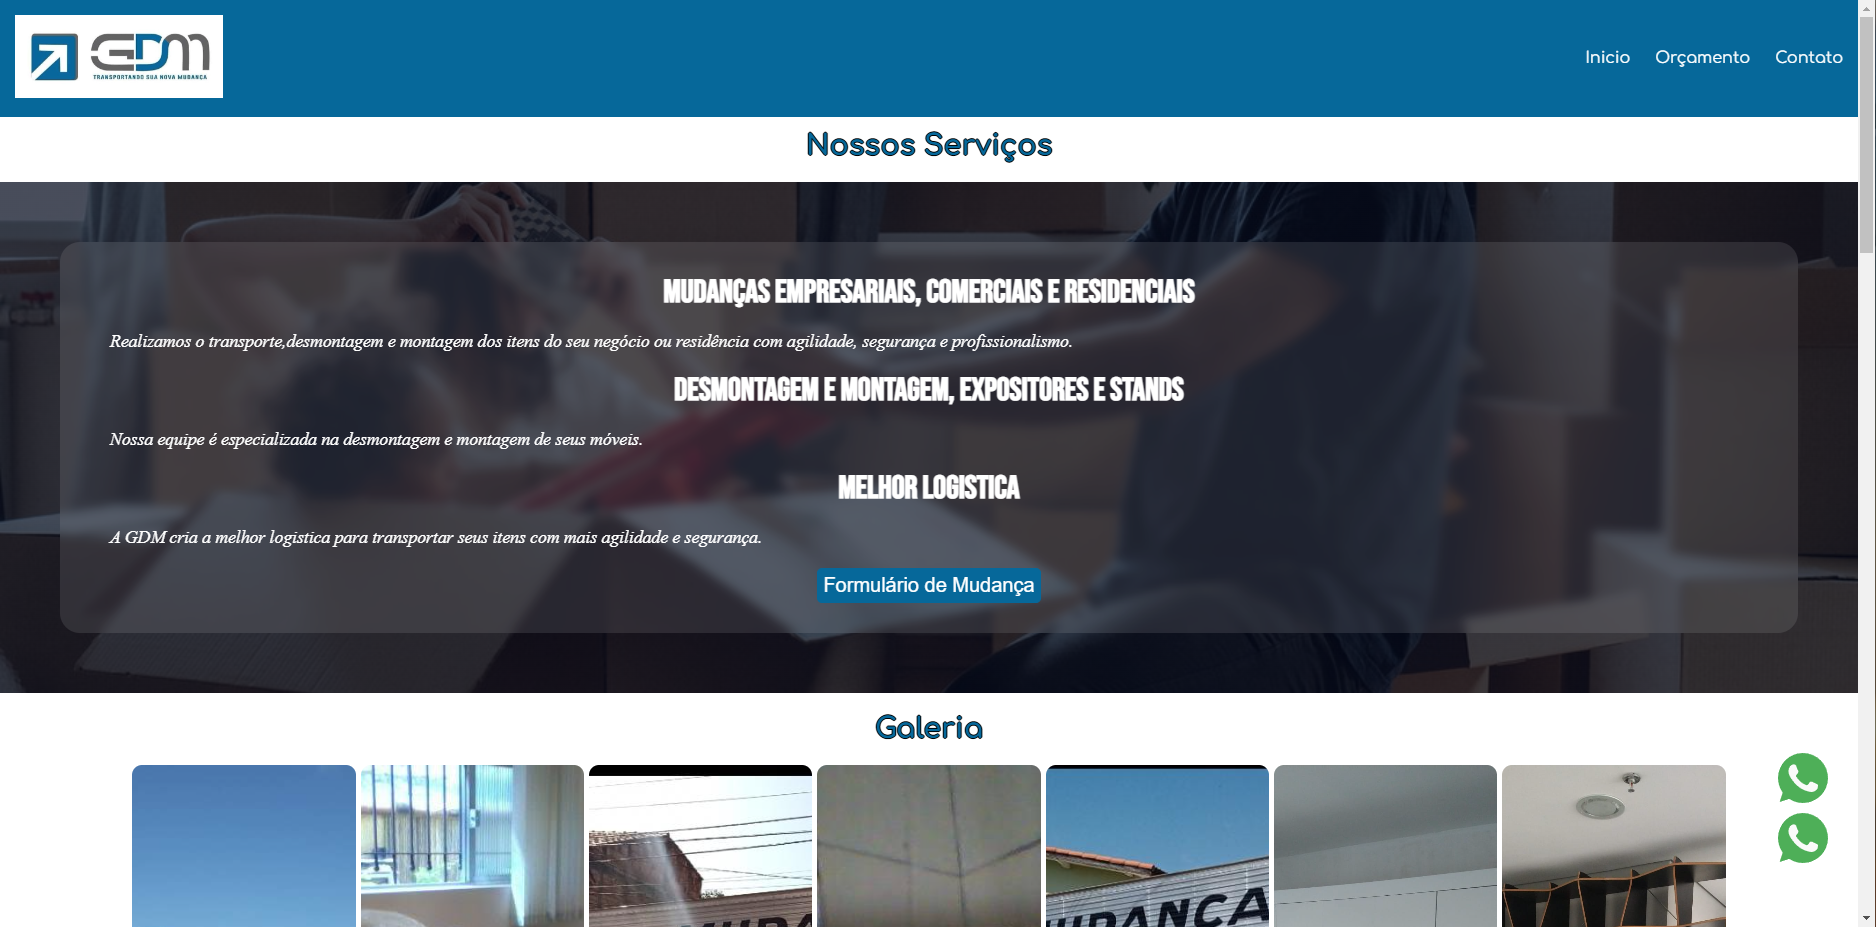 GDM
TRANSPORTANDO SUA NOVA MUDANÇA
Inicio Orçamento Contato
Nossos Serviços
MUDANÇAS EMPRESARIAIS, COMERCIAIS E RESIDENCIAIS
Realizamos o transporte,desmontagem e montagem dos itens do seu negócio ou residência com agilidade, segurança e profissionalismo.
DESMONTAGEM E MONTAGEM, EXPOSITORES E STANDS
Nossa equipe é especializada na desmontagem e montagem de seus móveis.
MELHOR LOGISTICA
A GDM cria a melhor logistica para transportar seus itens com mais agilidade e segurança.
Formulário de Mudança
Galeria